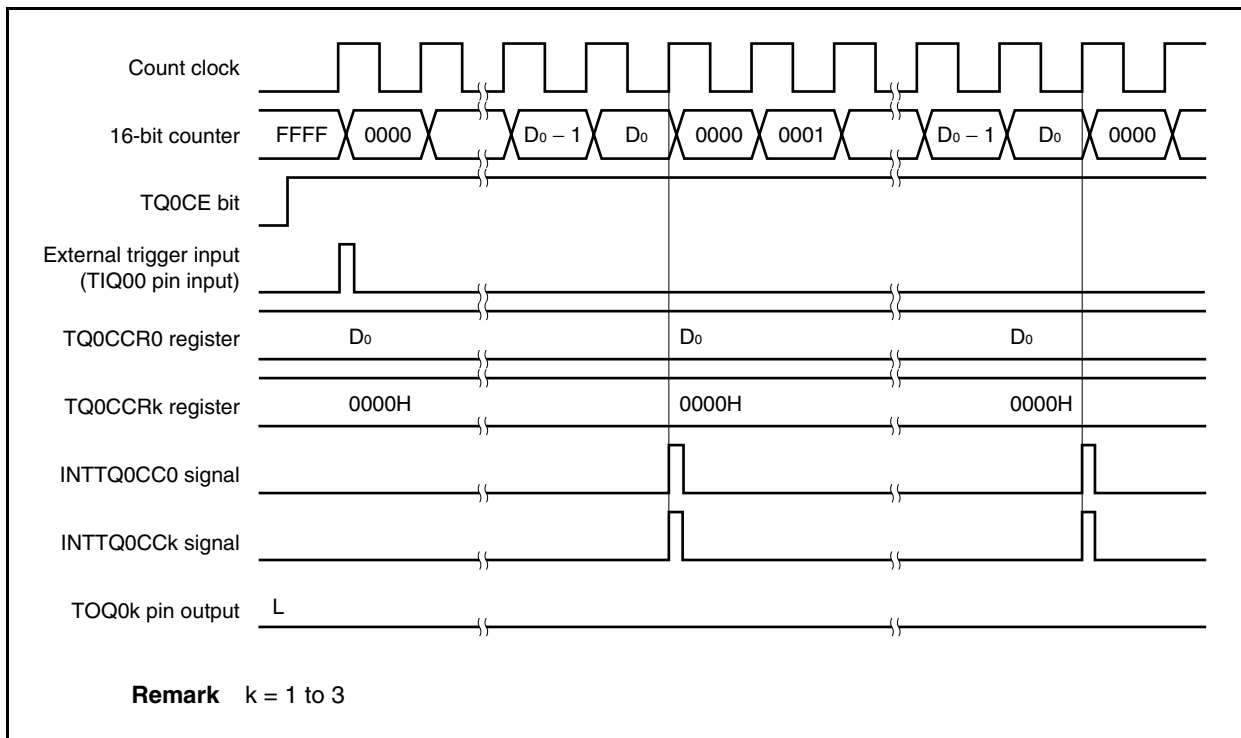 Count clock
16-bit counter FFFF 0000 D0 − 1 D0 0000 0001 D0 − 1 D0 0000
TQ0CE bit
External trigger input
(TIQ00 pin input)
TQ0CCR0 register D0 D0 D0
TQ0CCRk register 0000H 0000H 0000H
INTTQ0CC0 signal
INTTQ0CCk signal
TOQ0k pin output L
Remark k = 1 to 3